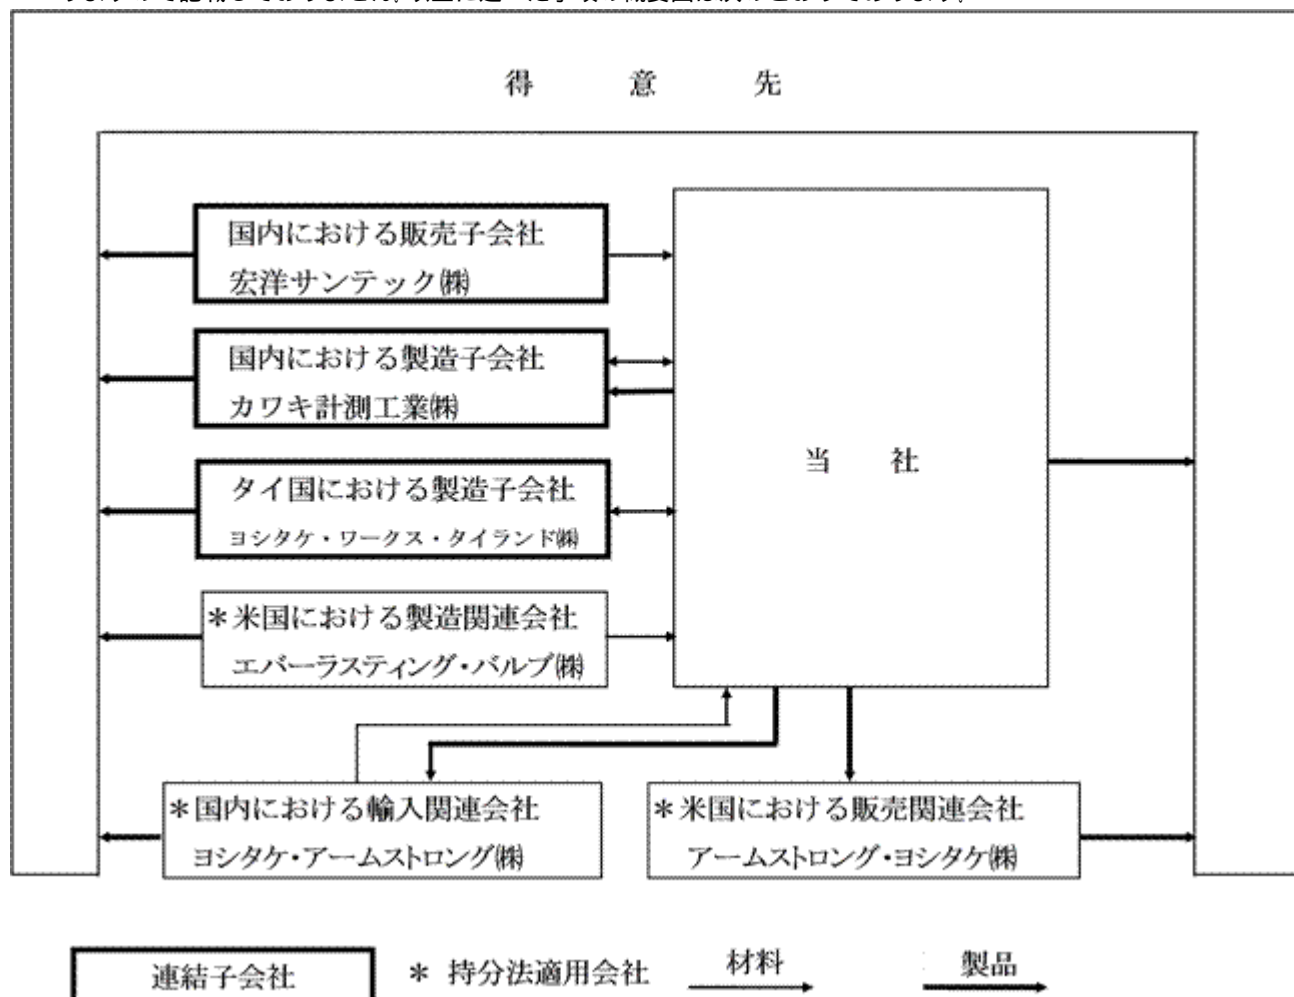 得意先
国内における販売子会社
宏洋サンテック㈱
国内における製造子会社
カワキ計測工業㈱
当社
タイ国における製造子会社
ヨシタケ・ワークス・タイランド㈱
＊米国における製造関連会社
エバーラスティング・バルブ㈱
＊国内における輸入関連会社
ヨシタケ・アームストロング㈱
＊米国における販売関連会社
アームストロング・ヨシタケ㈱
連結子会社
＊ 持分法適用会社
材料
製品